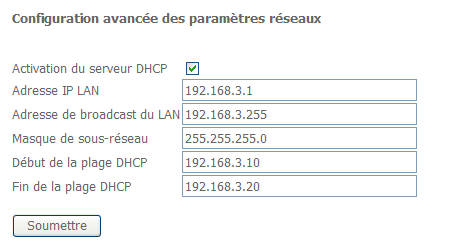 Configuration avancée des paramètres réseaux
Activation du serveur DHCP
Adresse IP LAN 192.168.3.1
Adresse de broadcast du LAN 192.168.3.255
Masque de sous-réseau 255.255.255.0
Début de la plage DHCP 192.168.3.10
Fin de la plage DHCP 192.168.3.20
Soumettre